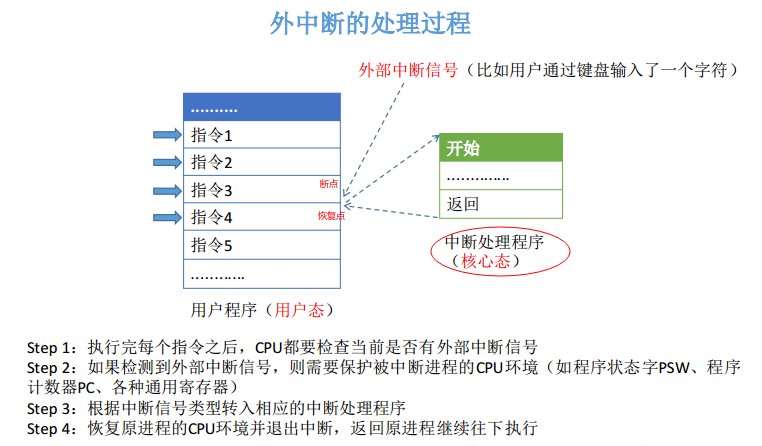 外中断的处理过程
外部中断信号（比如用户通过键盘输入了一个字符）
..........
指令1
指令2
指令3
断点
指令4
恢复点
指令5
............
用户程序（用户态）
开始
..............
返回
中断处理程序
（核心态）
Step 1：执行完每个指令之后，CPU都要检查当前是否有外部中断信号
Step 2：如果检测到外部中断信号，则需要保护被中断进程的CPU环境（如程序状态字PSW、程序
计数器PC、各种通用寄存器）
Step 3：根据中断信号类型转入相应的中断处理程序
Step 4：恢复原进程的CPU环境并退出中断，返回原进程继续往下执行